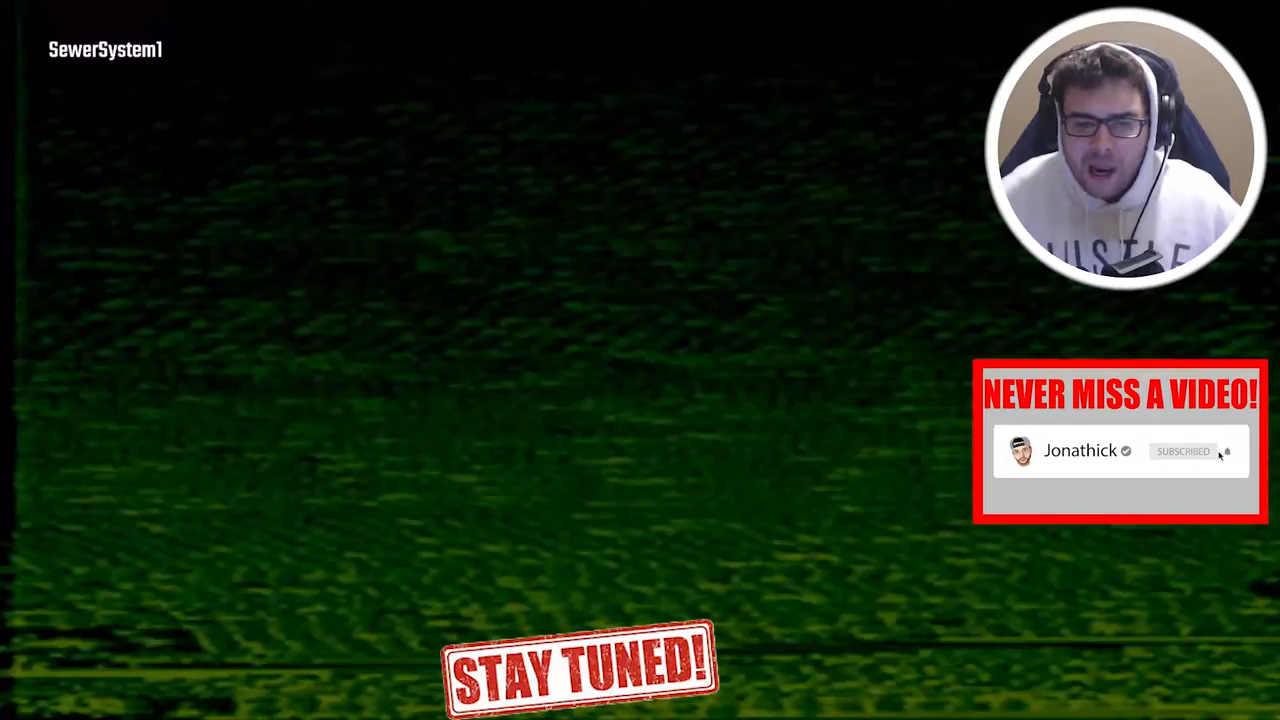 SewerSystem1
NEVER MISS A VIDEO!
Jonathick
SUBSCRIBED
STAY TUNED!